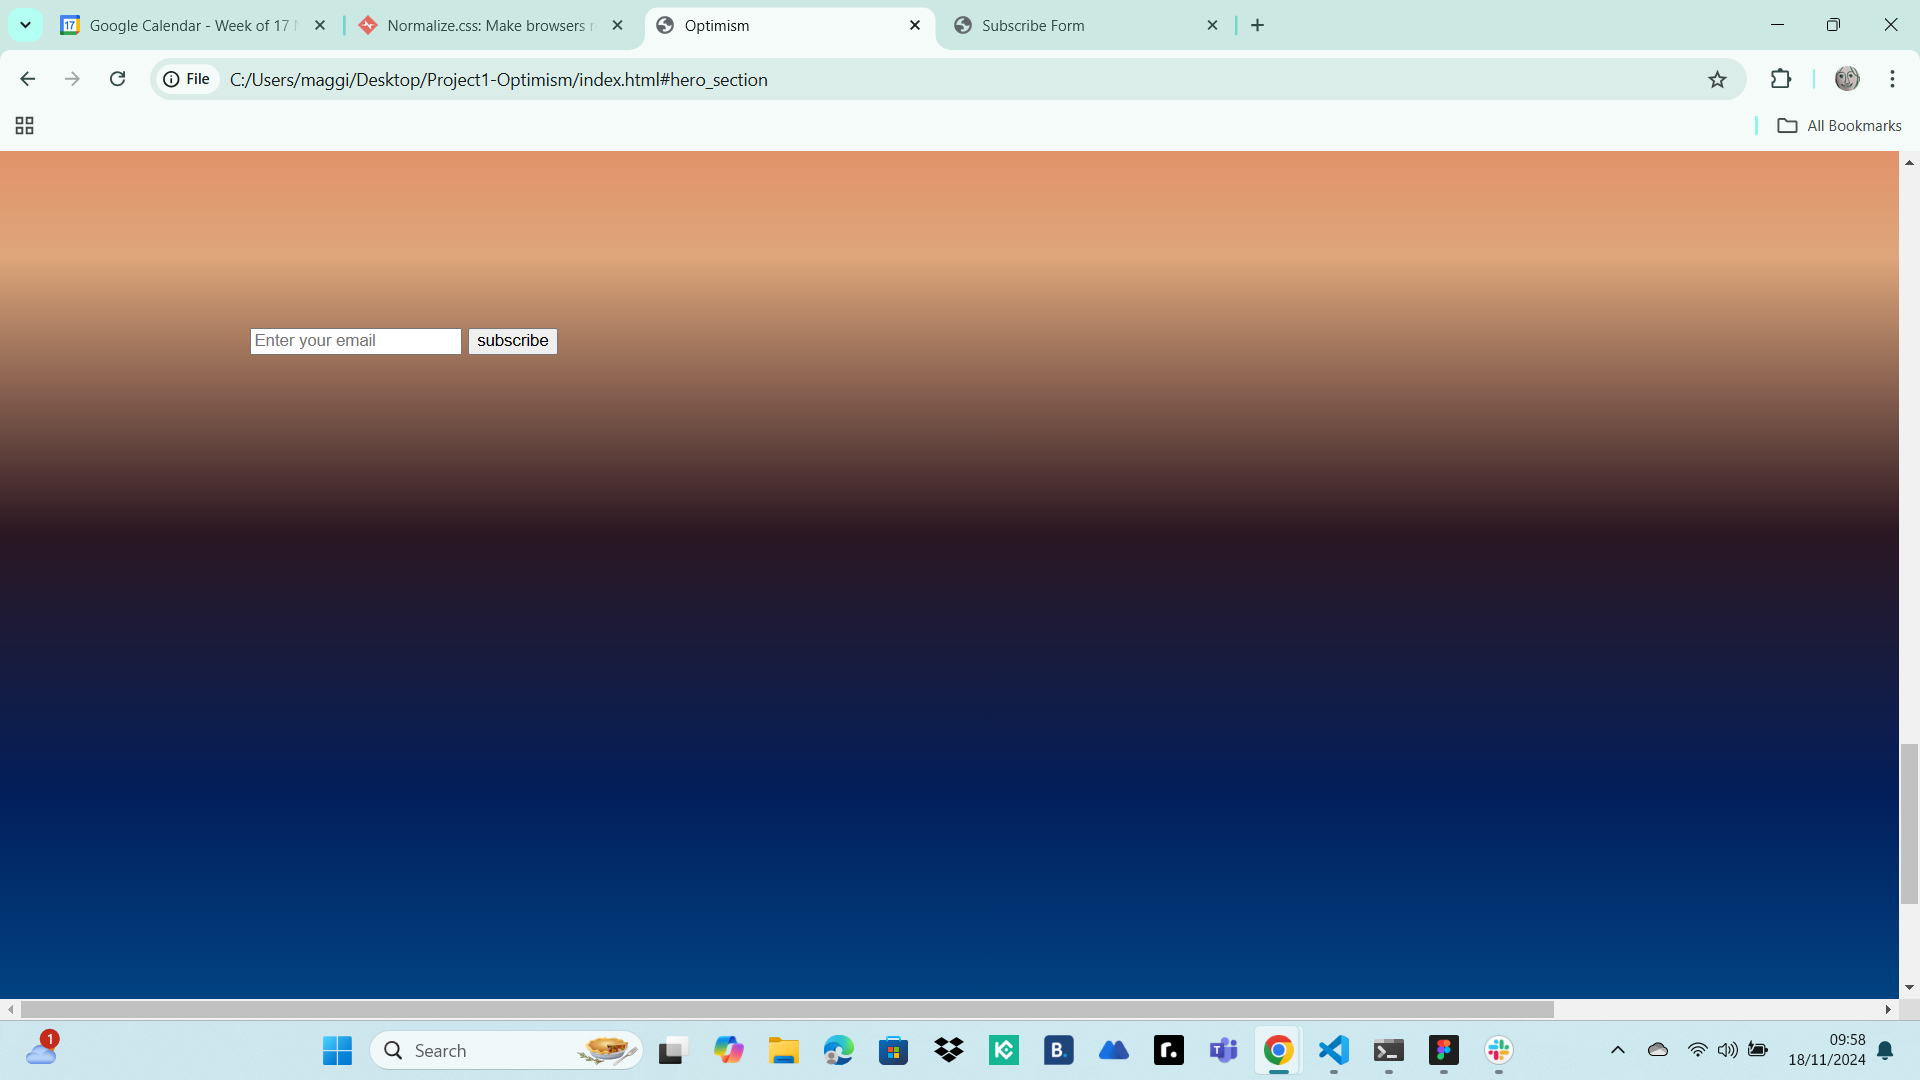 Google Calendar - Week of 17
Normalize.css: Make browsers
Optimism
Subscribe Form
File
C:/Users/maggi/Desktop/Project1-Optimism/index.html#hero_section
All Bookmarks
Enter your email
subscribe
1
Search
09:58
18/11/2024